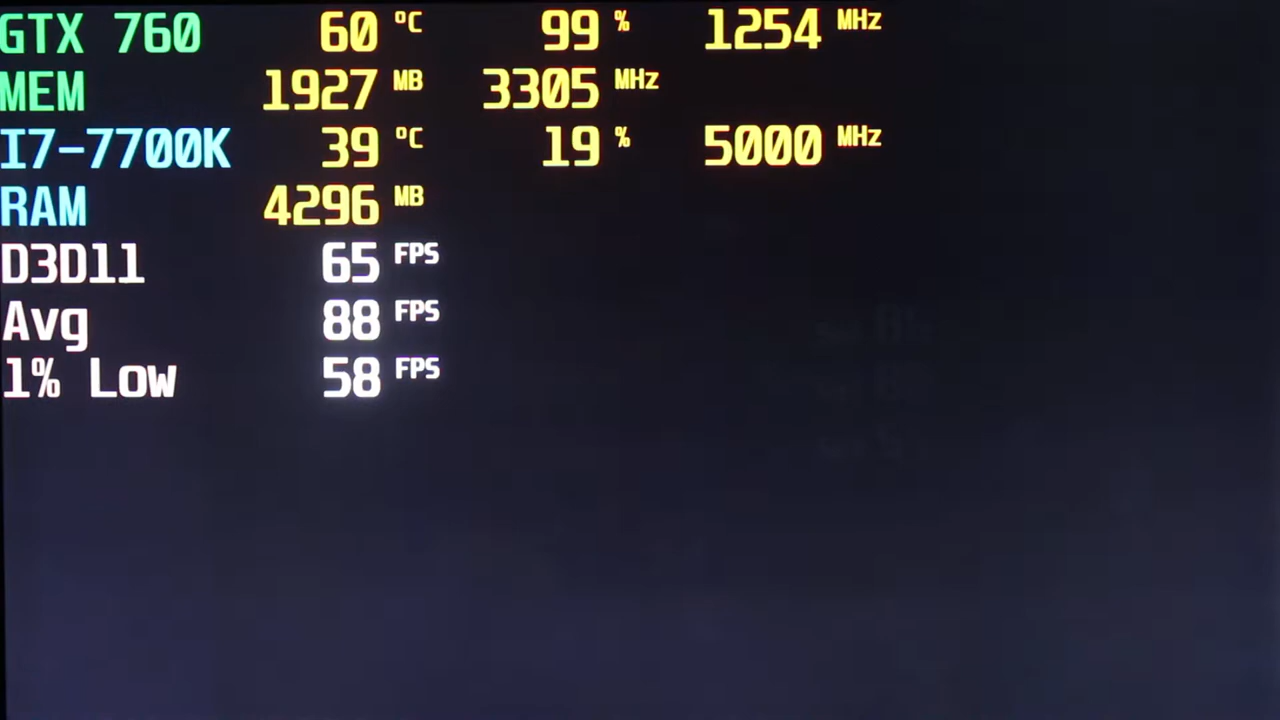 GTX 760 60 °C 99 % 1254 MHz
MEM 1927 MB 3305 MHz
I7-7700K 39 °C 19 % 5000 MHz
RAM 4296 MB
D3D11 65 FPS
Avg 88 FPS
1% Low 58 FPS